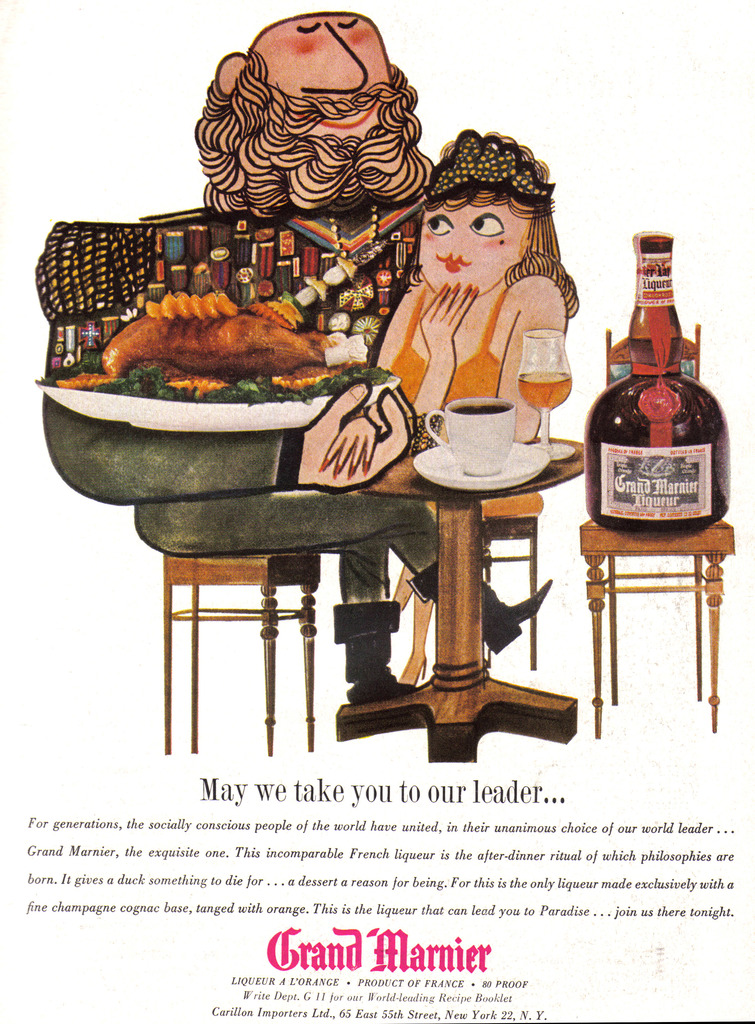 Liqueur
Grand Marnier
Liqueur
May we take you to our leader...
For generations, the socially conscious people of the world have united, in their unanimous choice of our world leader ...
Grand Marnier, the exquisite one. This incomparable French liqueur is the after-dinner ritual of which philosophies are
born. It gives a duck something to die for ... a dessert a reason for being. For this is the only liqueur made exclusively with a
fine champagne cognac base, tanged with orange. This is the liqueur that can lead you to Paradise ... join us there tonight.
Grand Marnier
LIQUEUR A L'ORANGE • PRODUCT OF FRANCE • 80 PROOF
Write Dept. G 11 for our World-leading Recipe Booklet
Carillon Importers Ltd., 65 East 55th Street, New York 22, N. Y.